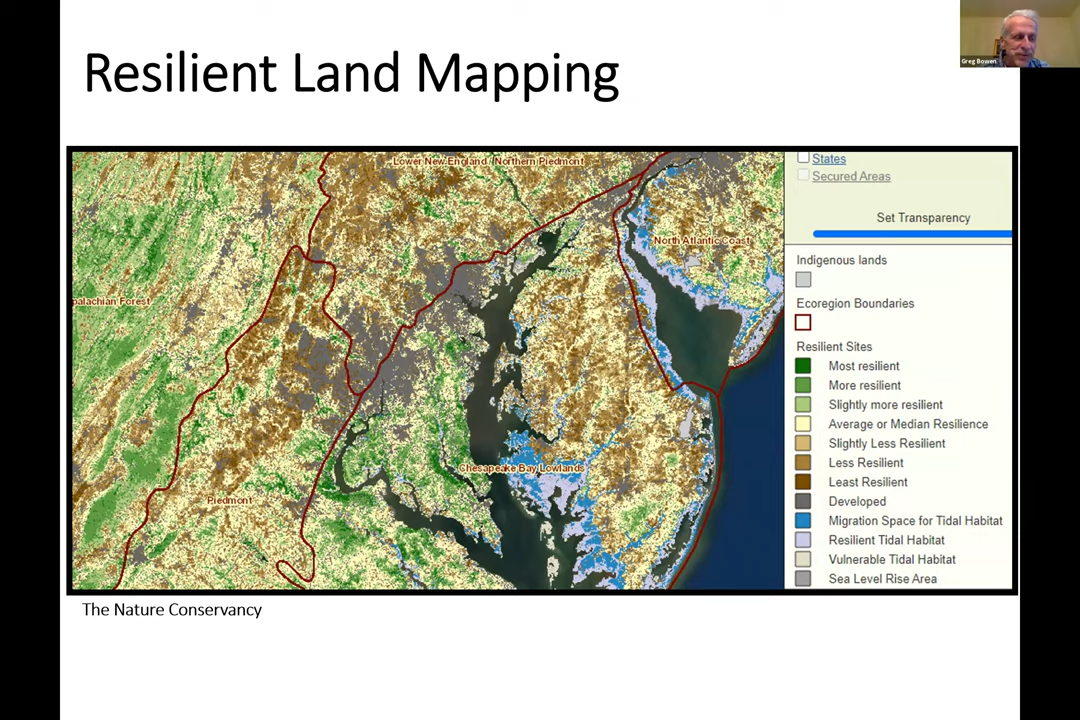 Resilient Land Mapping
Greg Bowen
Lower New England / Northern Piedmont
North Atlantic Coast
palachian Forest
Chesapeake Bay Lowlands
Piedmont
States
Secured Areas
Set Transparency
Indigenous lands
Ecoregion Boundaries
Resilient Sites
Most resilient
More resilient
Slightly more resilient
Average or Median Resilience
Slightly Less Resilient
Less Resilient
Least Resilient
Developed
Migration Space for Tidal Habitat
Resilient Tidal Habitat
Vulnerable Tidal Habitat
Sea Level Rise Area
The Nature Conservancy